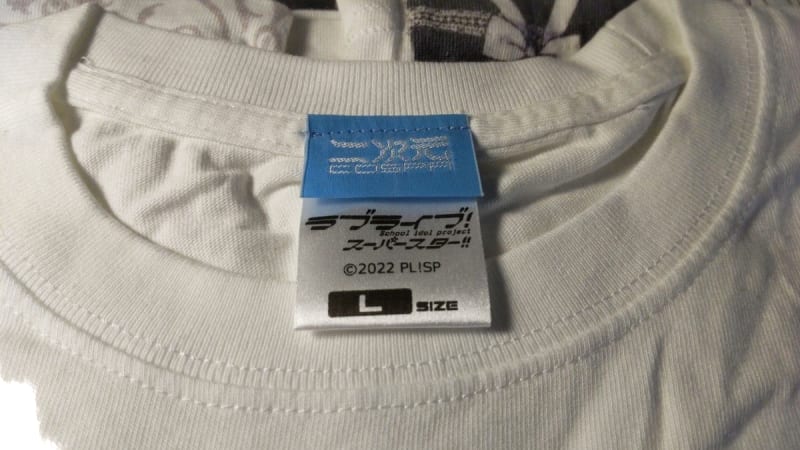 二次元
COSPA
ラブライブ!
School idol project
スーパースター!!
©2022 PL!SP
L SIZE